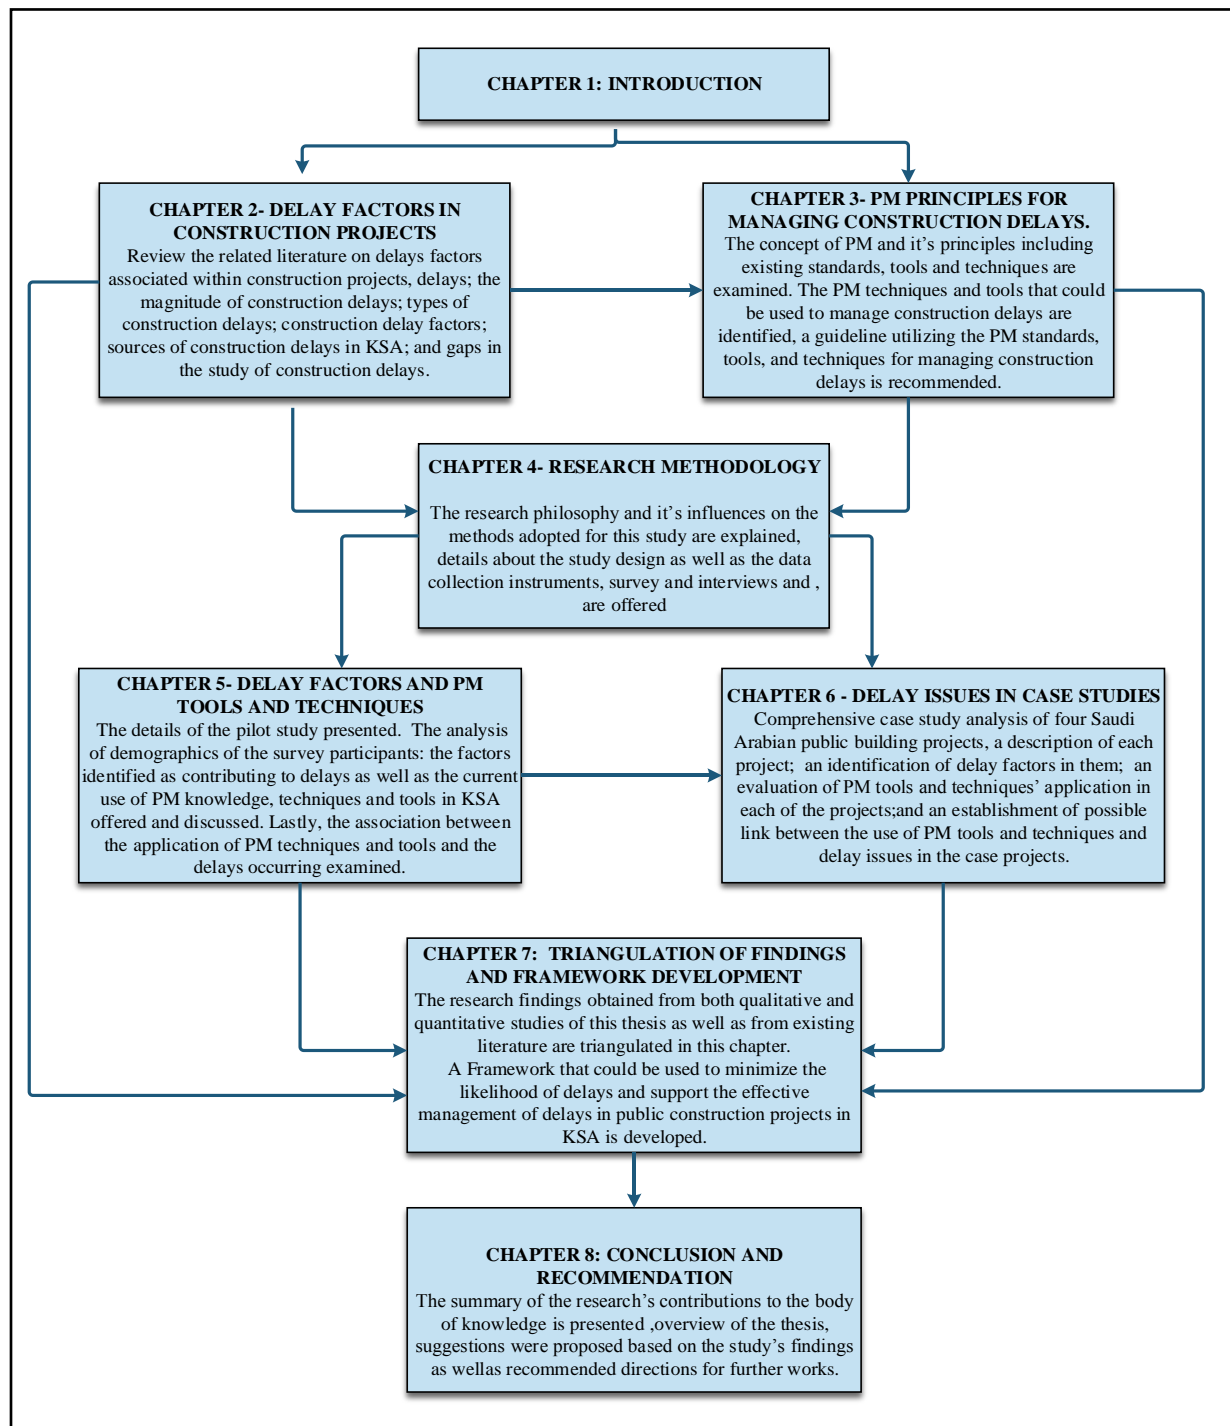 CHAPTER 1: INTRODUCTION
CHAPTER 2- DELAY FACTORS IN
CONSTRUCTION PROJECTS
Review the related literature on delays factors
associated within construction projects, delays; the
magnitude of construction delays; types of
construction delays; construction delay factors;
sources of construction delays in KSA; and gaps in
the study of construction delays.
CHAPTER 3- PM PRINCIPLES FOR
MANAGING CONSTRUCTION DELAYS.
The concept of PM and it's principles including
existing standards, tools and techniques are
examined. The PM techniques and tools that could
be used to manage construction delays are
identified, a guideline utilizing the PM standards,
tools, and techniques for managing construction
delays is recommended.
CHAPTER 4- RESEARCH METHODOLOGY
The research philosophy and it's influences on the
methods adopted for this study are explained,
details about the study design as well as the data
collection instruments, survey and interviews and ,
are offered
CHAPTER 5- DELAY FACTORS AND PM
TOOLS AND TECHNIQUES
The details of the pilot study presented. The analysis
of demographics of the survey participants: the factors
identified as contributing to delays as well as the current
use of PM knowledge, techniques and tools in KSA
offered and discussed. Lastly, the association between
the application of PM techniques and tools and the
delays occurring examined.
CHAPTER 6 - DELAY ISSUES IN CASE STUDIES
Comprehensive case study analysis of four Saudi
Arabian public building projects, a description of each
project; an identification of delay factors in them; an
evaluation of PM tools and techniques' application in
each of the projects;and an establishment of possible
link between the use of PM tools and techniques and
delay issues in the case projects.
CHAPTER 7: TRIANGULATION OF FINDINGS
AND FRAMEWORK DEVELOPMENT
The research findings obtained from both qualitative and
quantitative studies of this thesis as well as from existing
literature are triangulated in this chapter.
A Framework that could be used to minimize the
likelihood of delays and support the effective
management of delays in public construction projects in
KSA is developed.
CHAPTER 8: CONCLUSION AND
RECOMMENDATION
The summary of the research's contributions to the body
of knowledge is presented ,overview of the thesis,
suggestions were proposed based on the study's findings
as wellas recommended directions for further works.